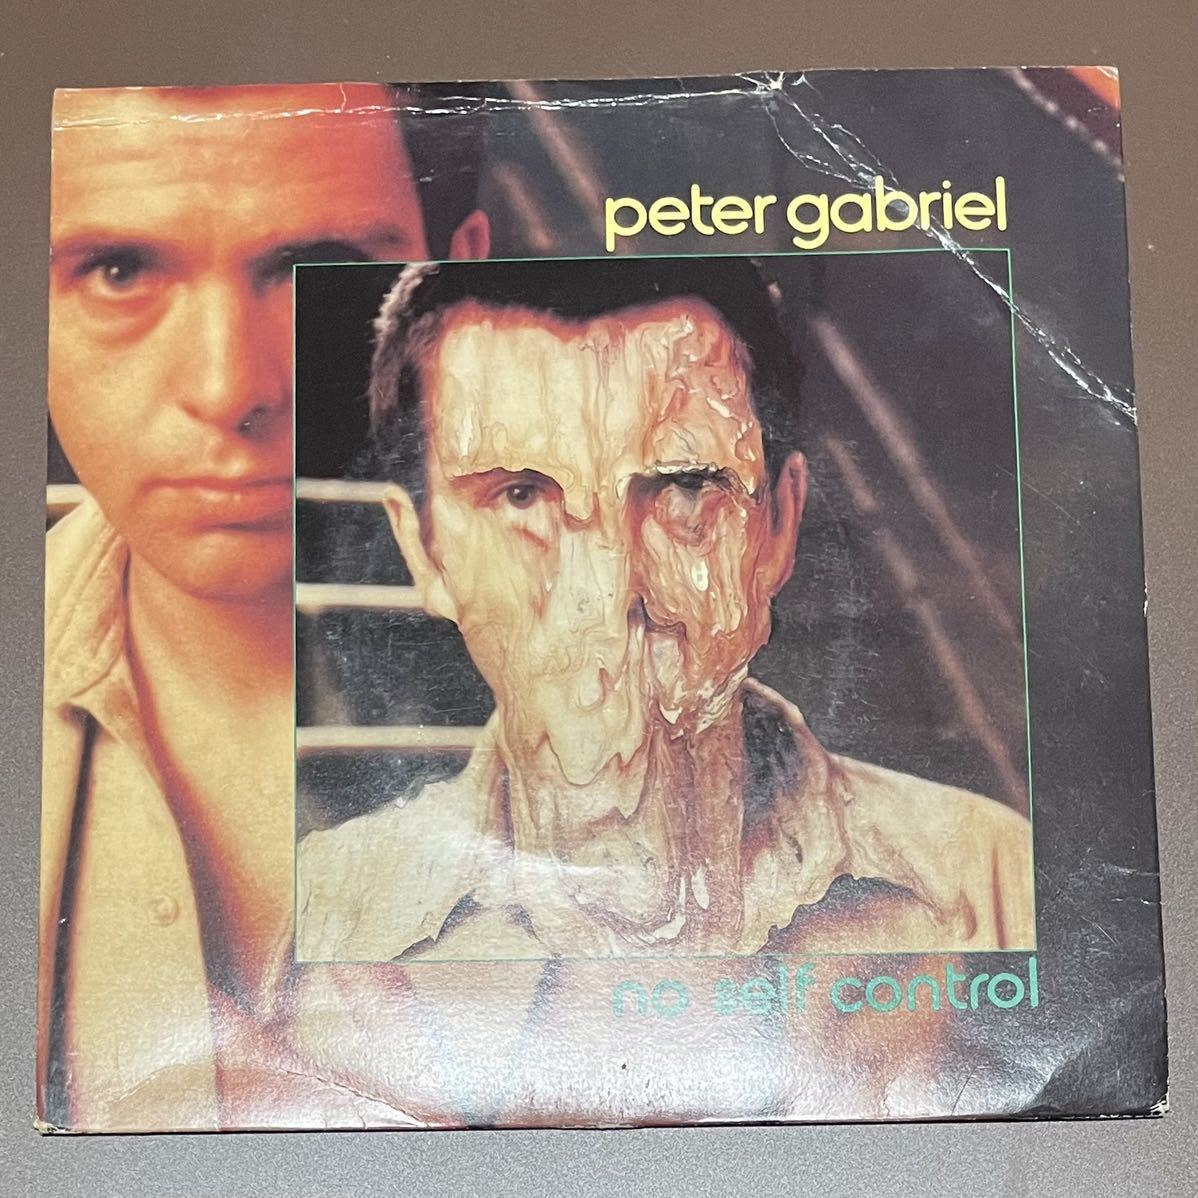 peter gabriel
no self control